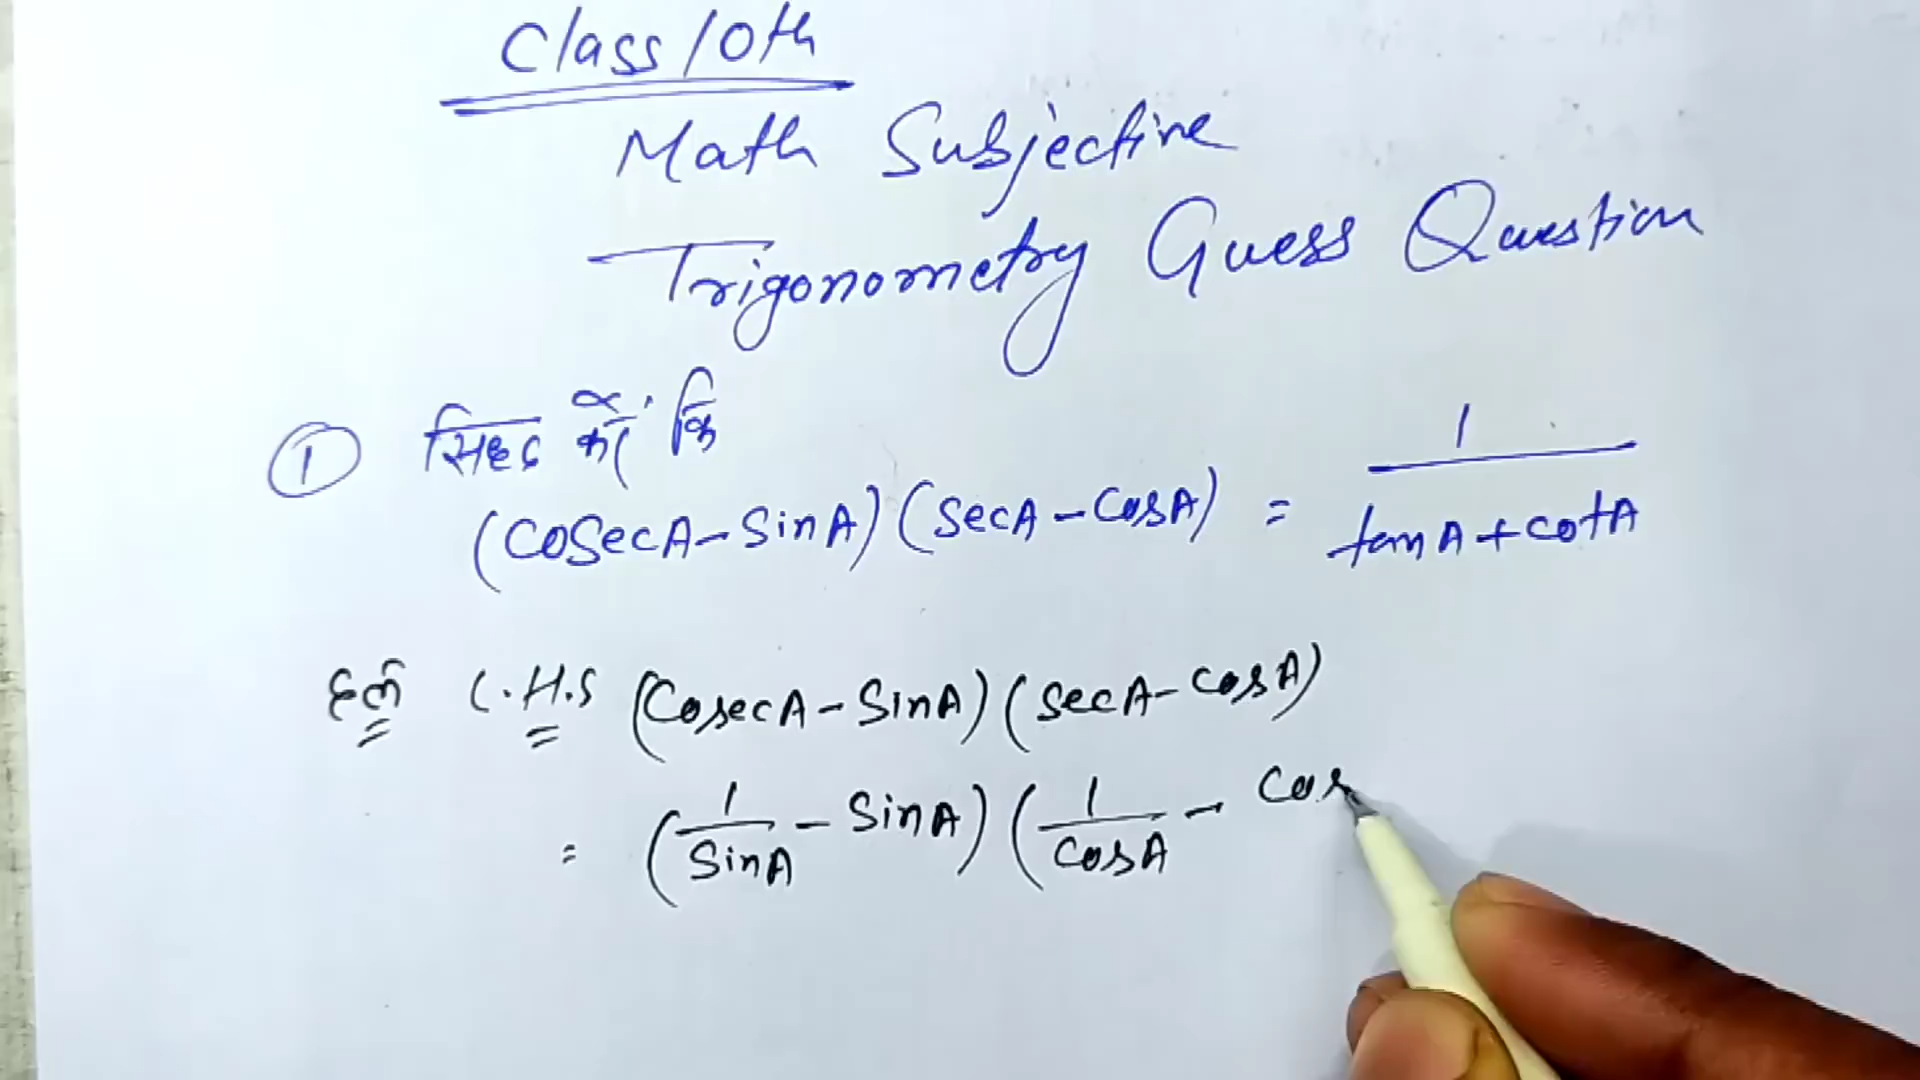 Class 10th
Math Subjective
Trigonometry Guess Question
① सिद्ध करें कि
(CosecA - SinA) (SecA - CosA) = 1/(tanA + cotA)
हल L.H.S (CosecA - SinA) (SecA - CosA)
= (1/SinA - SinA) (1/CosA - Cos